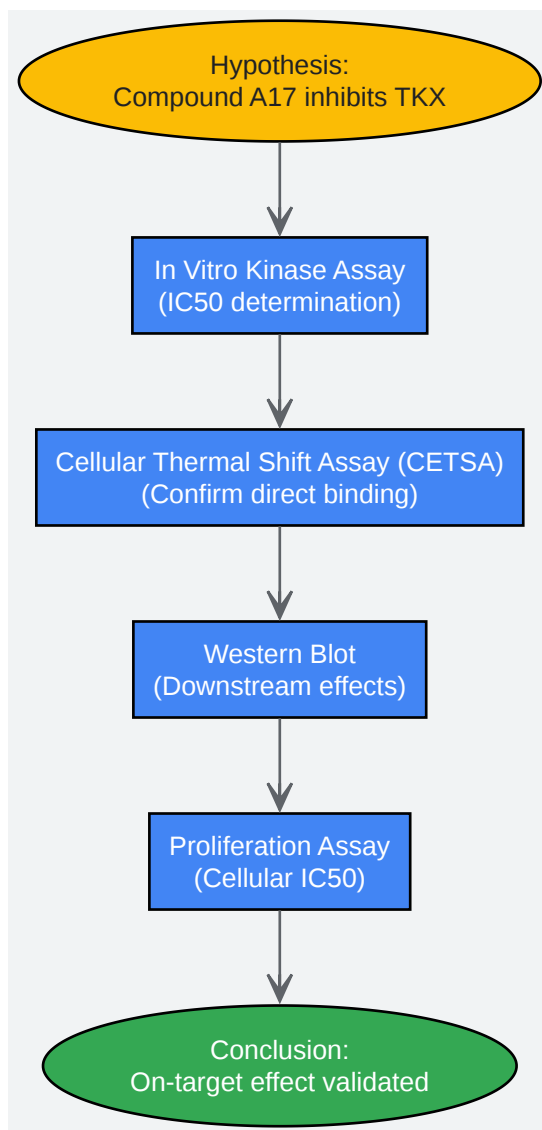 Hypothesis:
Compound A17 inhibits TKX
In Vitro Kinase Assay
(IC50 determination)
Cellular Thermal Shift Assay (CETSA)
(Confirm direct binding)
Western Blot
(Downstream effects)
Proliferation Assay
(Cellular IC50)
Conclusion:
On-target effect validated